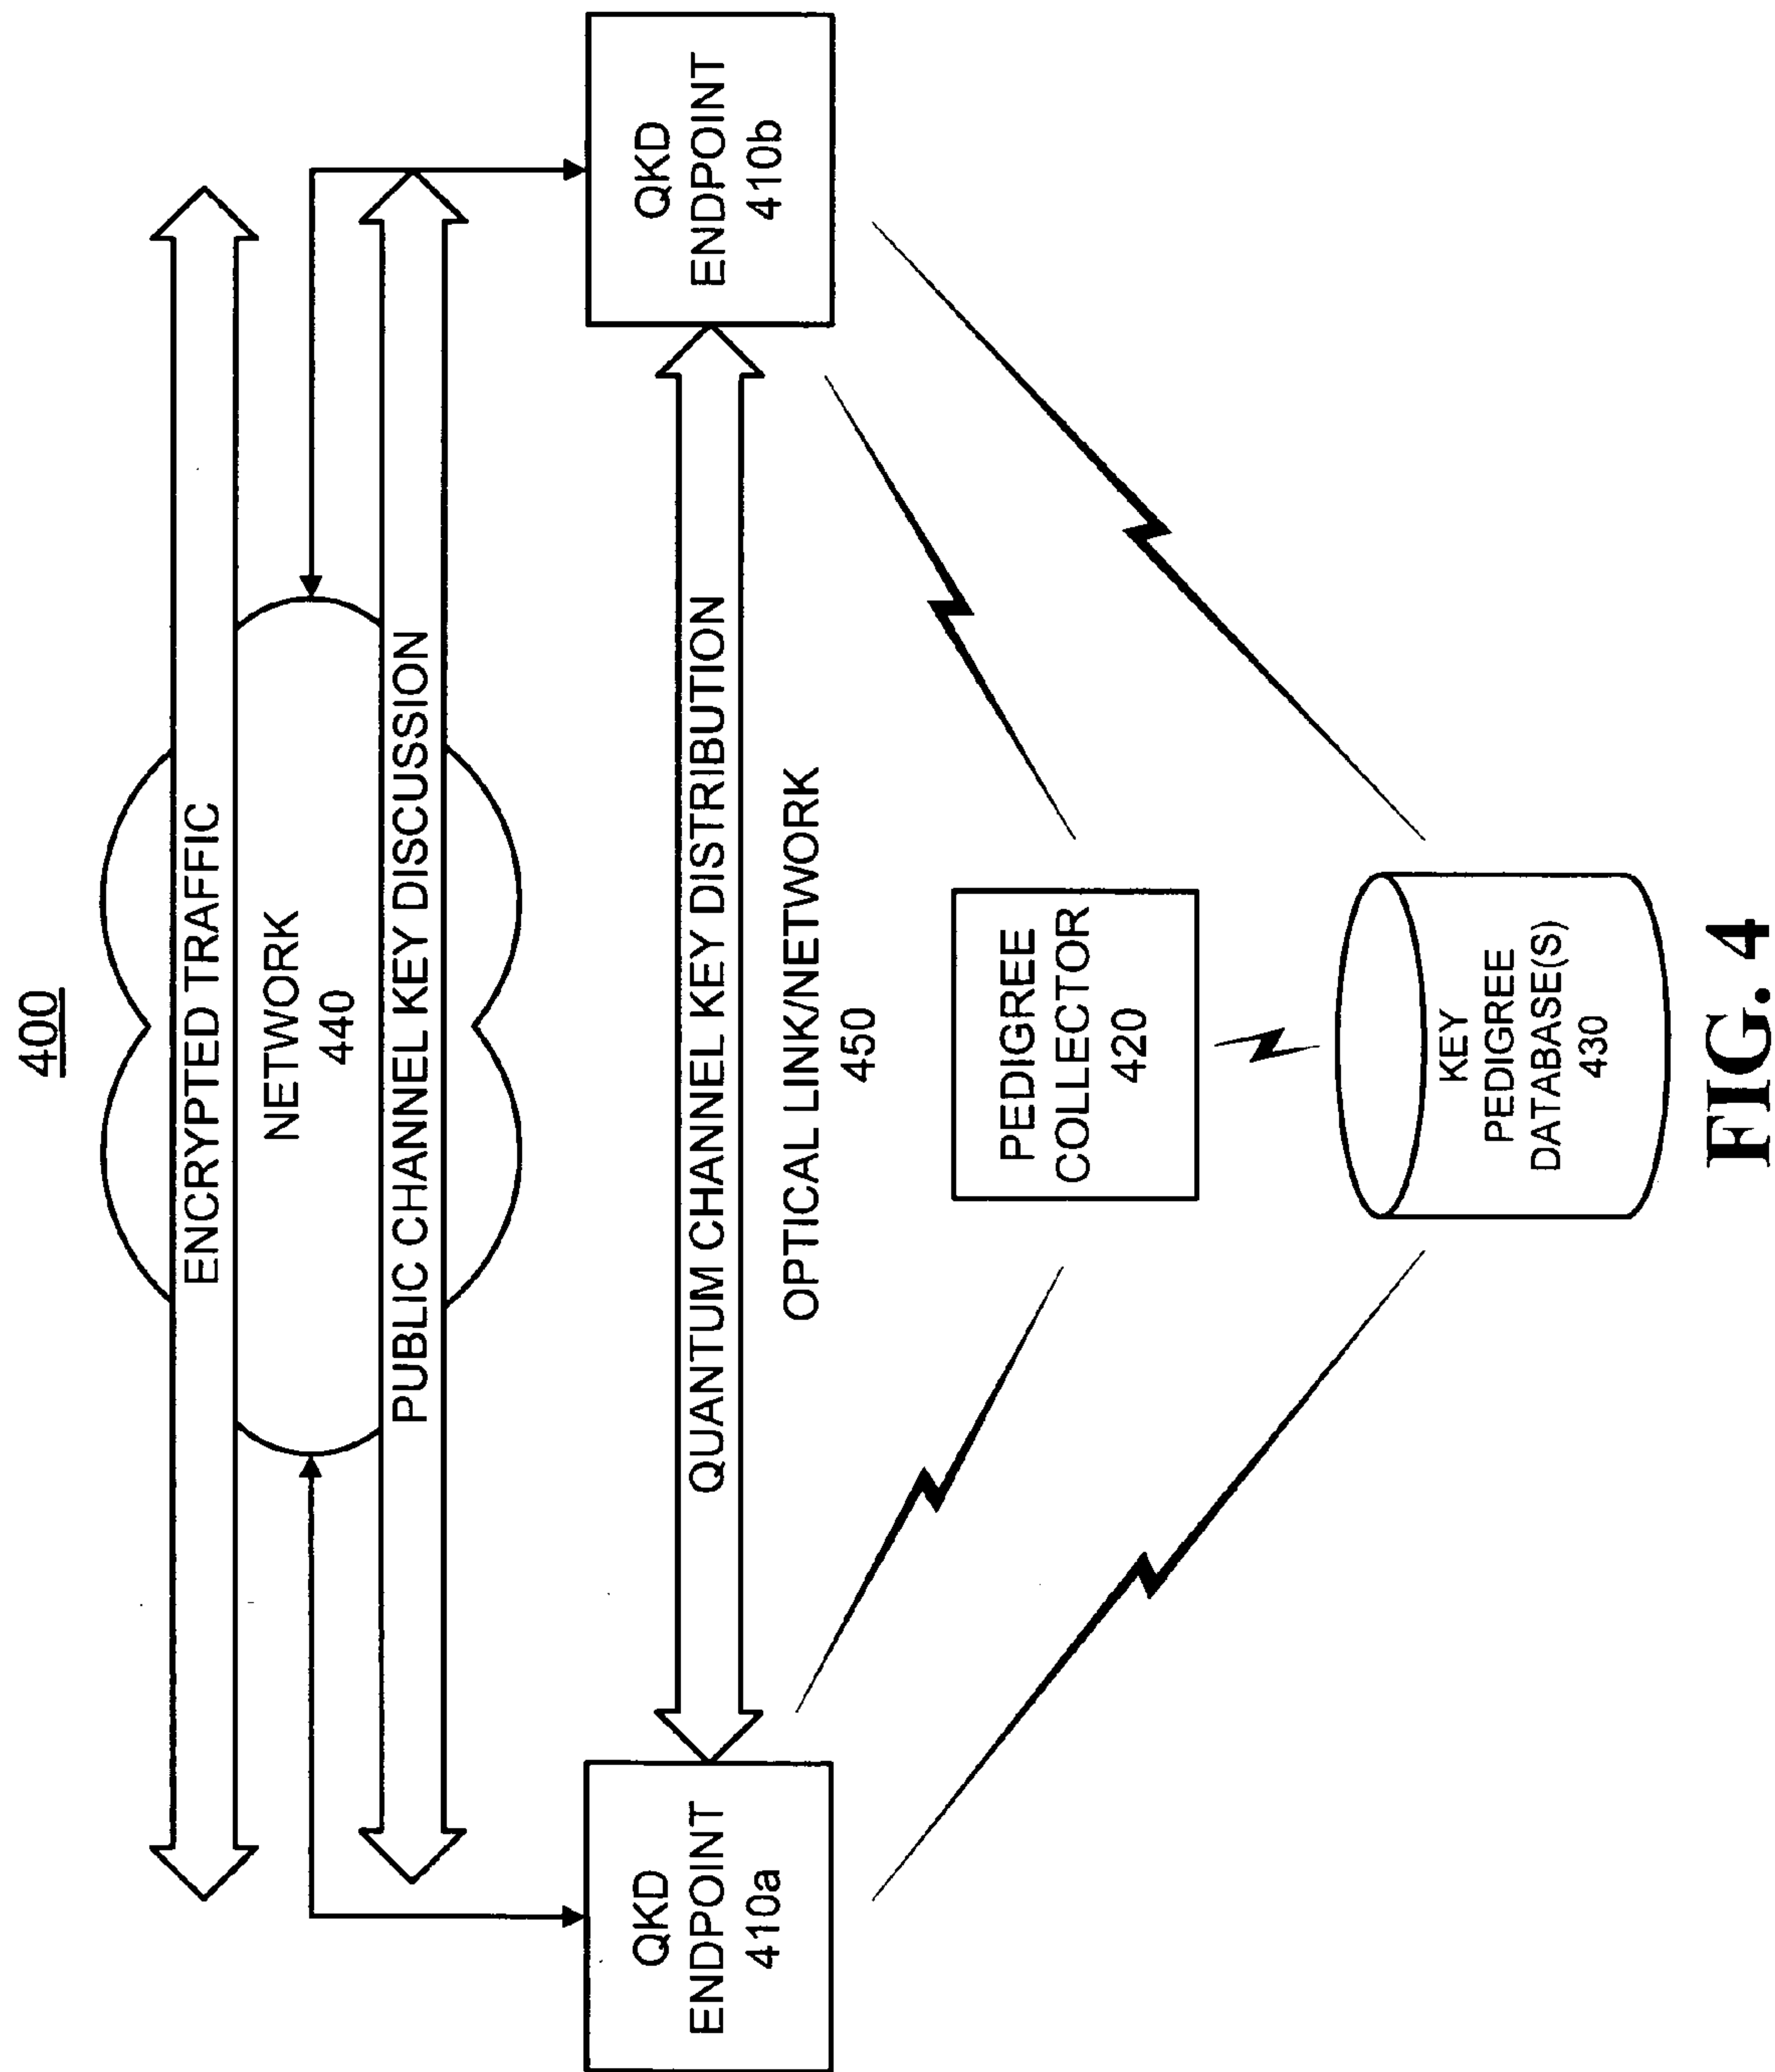 400
ENCRYPTED TRAFFIC
NETWORK
440
PUBLIC CHANNEL KEY DISCUSSION
QKD
ENDPOINT
410a
QUANTUM CHANNEL KEY DISTRIBUTION
QKD
ENDPOINT
410b
OPTICAL LINK/NETWORK
450
PEDIGREE
COLLECTOR
420
KEY
PEDIGREE
DATABASE(S)
430
FIG. 4